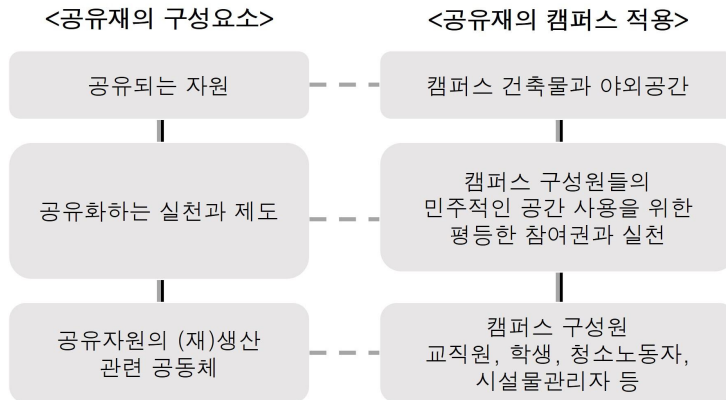 <공유재의 구성요소>
공유되는 자원
공유화하는 실천과 제도
공유자원의 (재)생산
관련 공동체
<공유재의 캠퍼스 적용>
캠퍼스 건축물과 야외공간
캠퍼스 구성원들의
민주적인 공간 사용을 위한
평등한 참여권과 실천
캠퍼스 구성원
교직원, 학생, 청소노동자,
시설물관리자 등